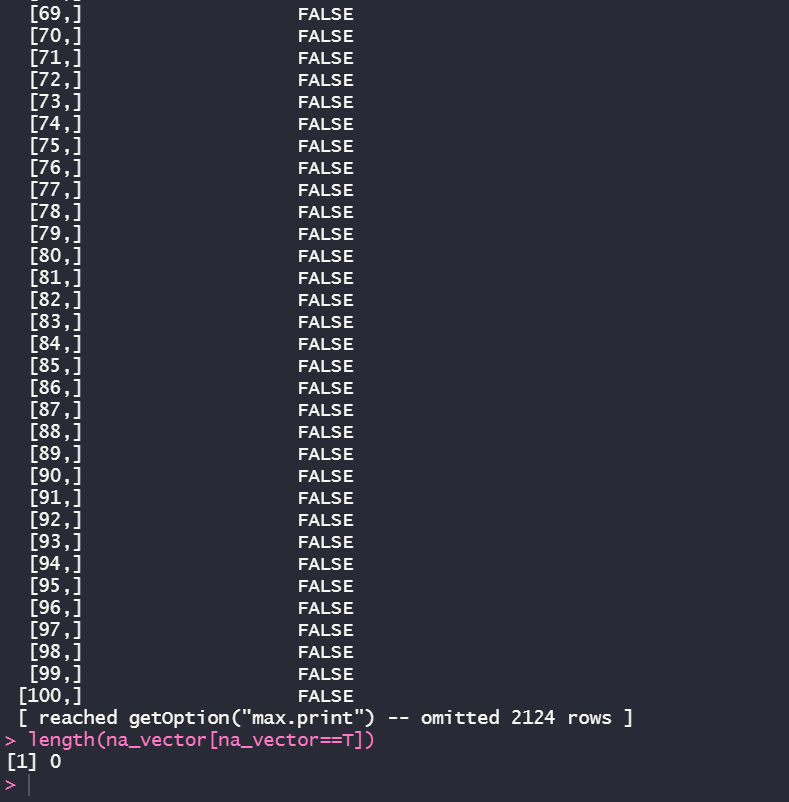 [69,] FALSE
[70,] FALSE
[71,] FALSE
[72,] FALSE
[73,] FALSE
[74,] FALSE
[75,] FALSE
[76,] FALSE
[77,] FALSE
[78,] FALSE
[79,] FALSE
[80,] FALSE
[81,] FALSE
[82,] FALSE
[83,] FALSE
[84,] FALSE
[85,] FALSE
[86,] FALSE
[87,] FALSE
[88,] FALSE
[89,] FALSE
[90,] FALSE
[91,] FALSE
[92,] FALSE
[93,] FALSE
[94,] FALSE
[95,] FALSE
[96,] FALSE
[97,] FALSE
[98,] FALSE
[99,] FALSE
[100,] FALSE
[ reached getOption("max.print") -- omitted 2124 rows ]
> length(na_vector[na_vector==T])
[1] 0
>